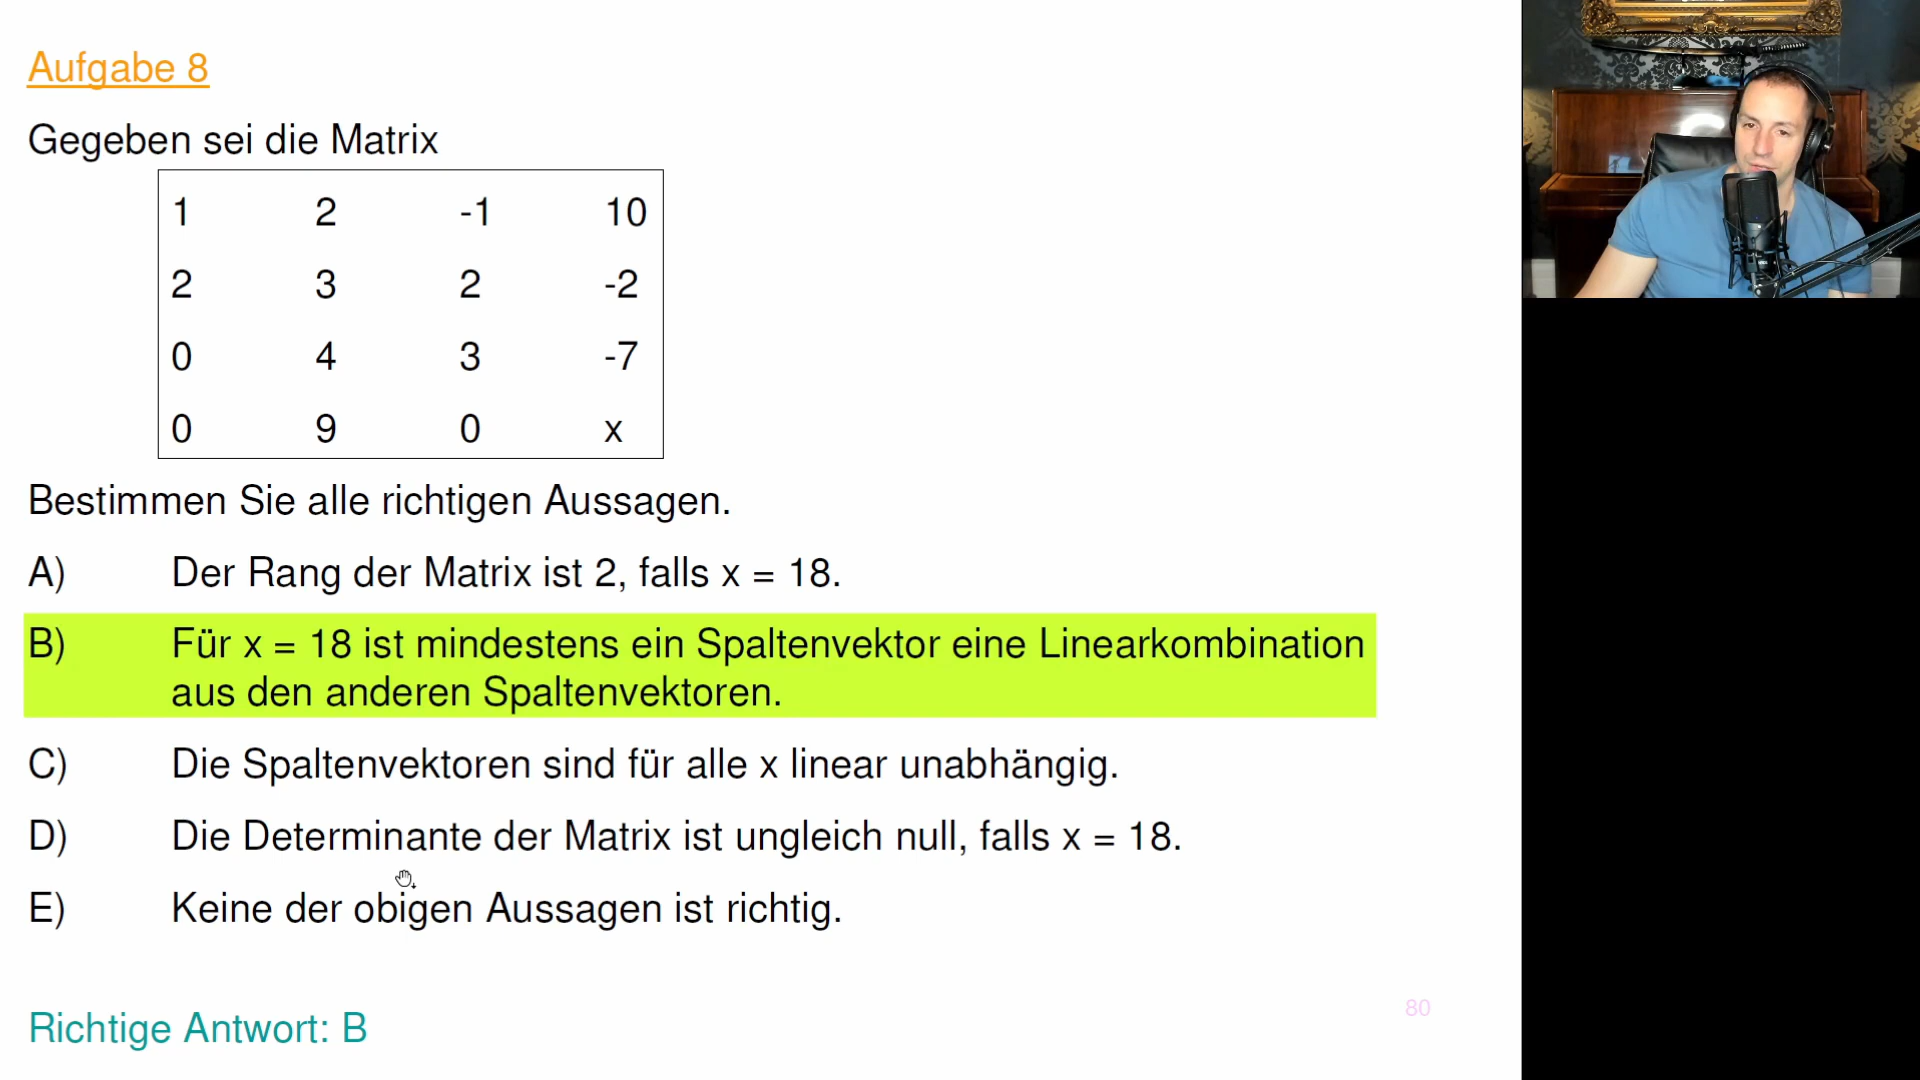 Aufgabe 8
Gegeben sei die Matrix
1 2 -1 10
2 3 2 -2
0 4 3 -7
0 9 0 x
Bestimmen Sie alle richtigen Aussagen.
A) Der Rang der Matrix ist 2, falls x = 18.
B) Für x = 18 ist mindestens ein Spaltenvektor eine Linearkombination
aus den anderen Spaltenvektoren.
C) Die Spaltenvektoren sind für alle x linear unabhängig.
D) Die Determinante der Matrix ist ungleich null, falls x = 18.
E) Keine der obigen Aussagen ist richtig.
80
Richtige Antwort: B